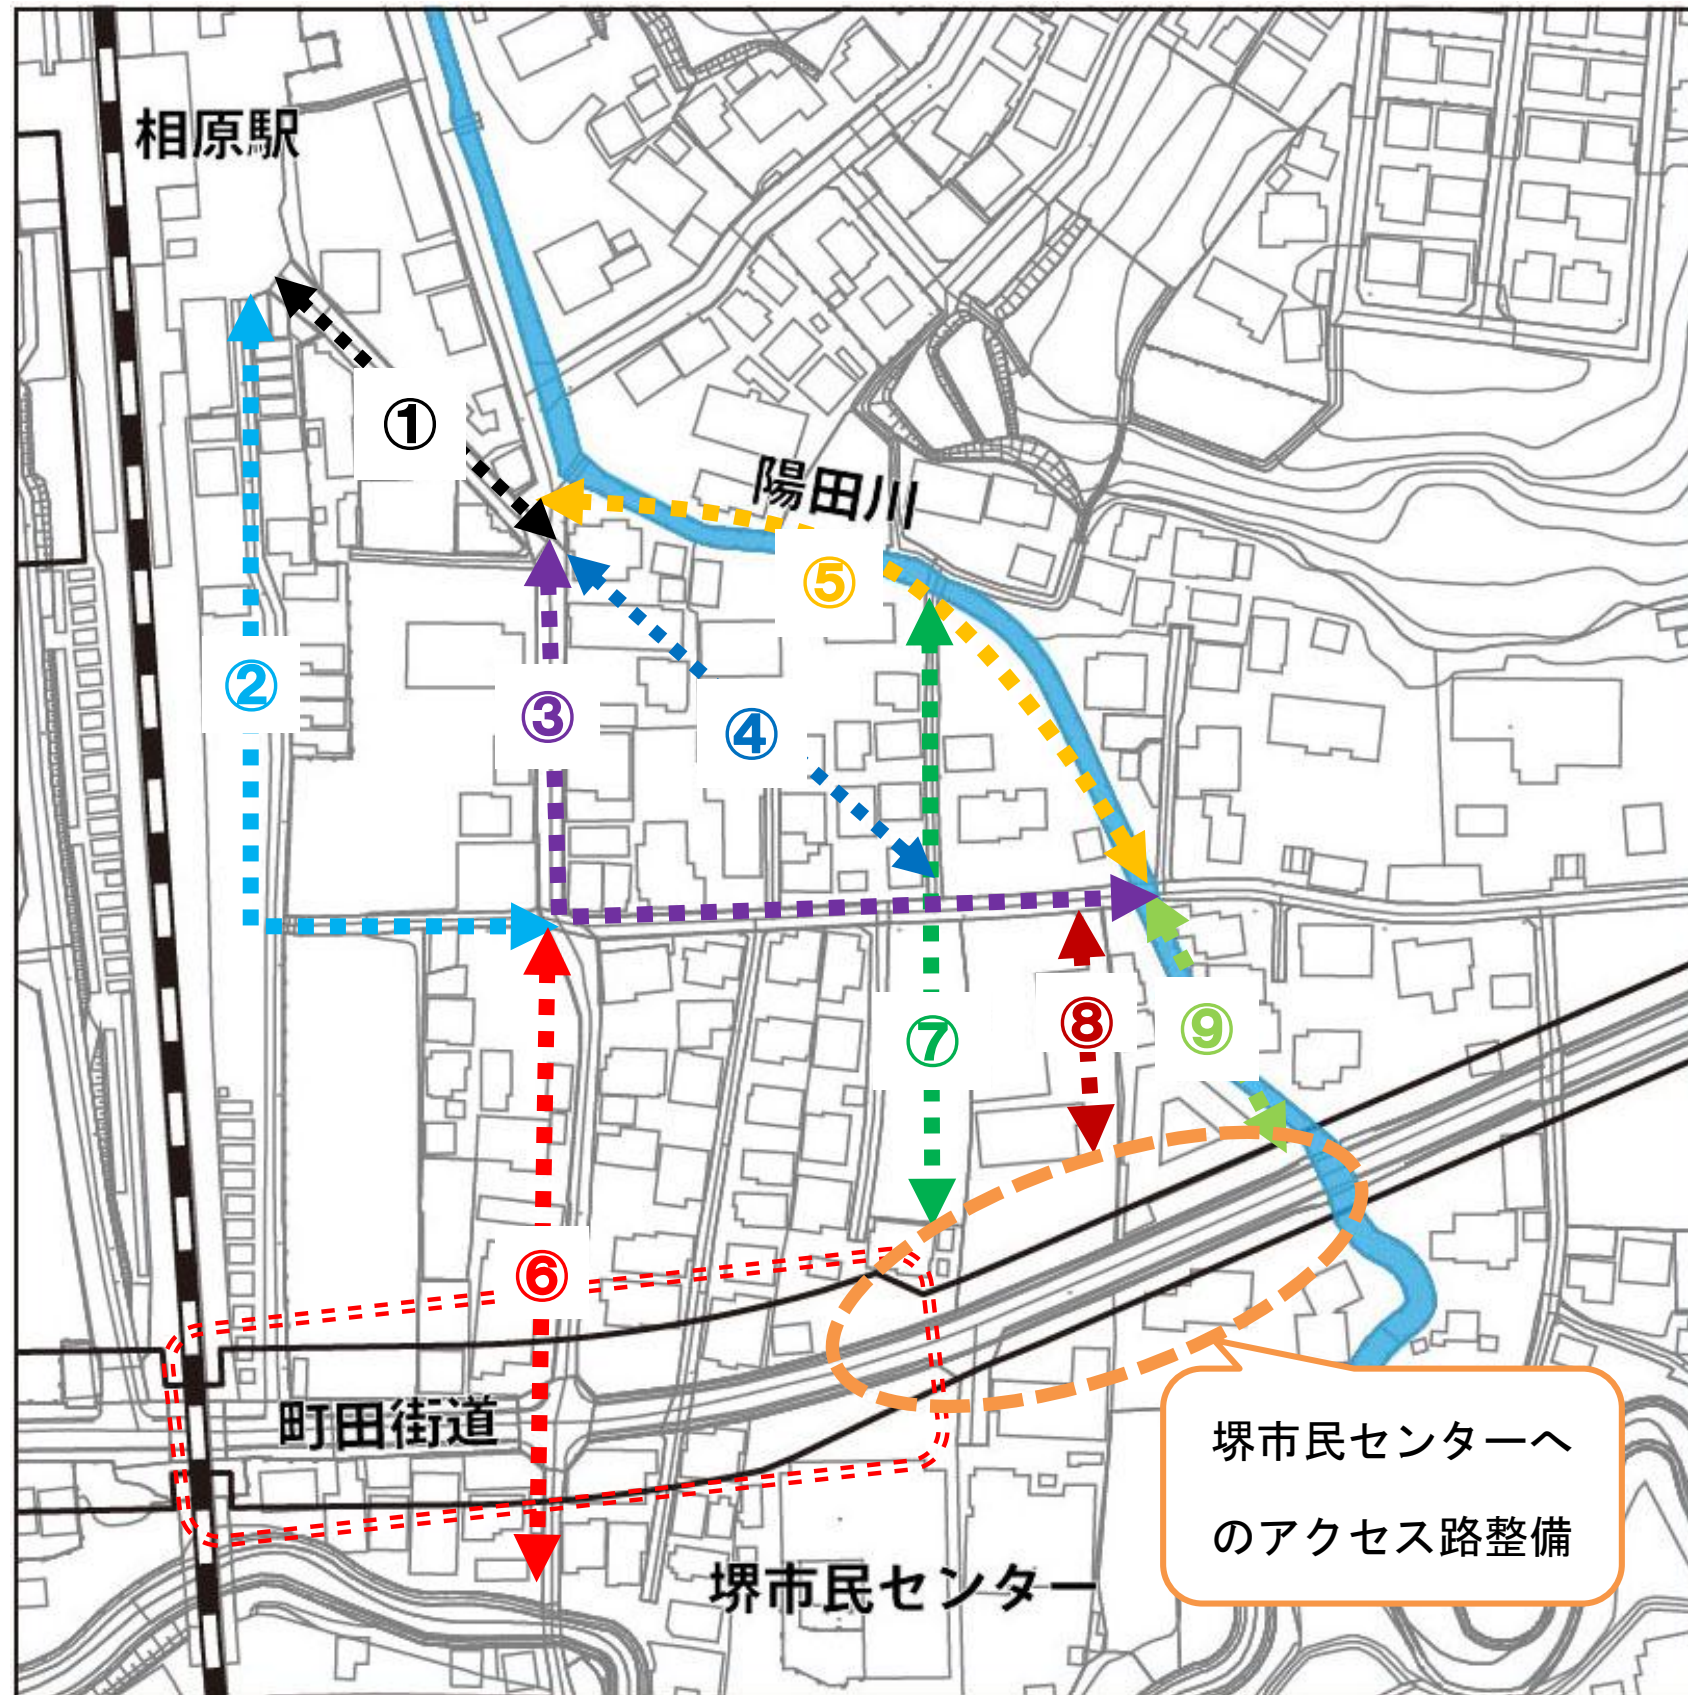 相原駅
①
陽田川
⑤
②
③
④
⑦
⑧
⑨
⑥
町田街道
堺市民センターへ
のアクセス路整備
堺市民センター